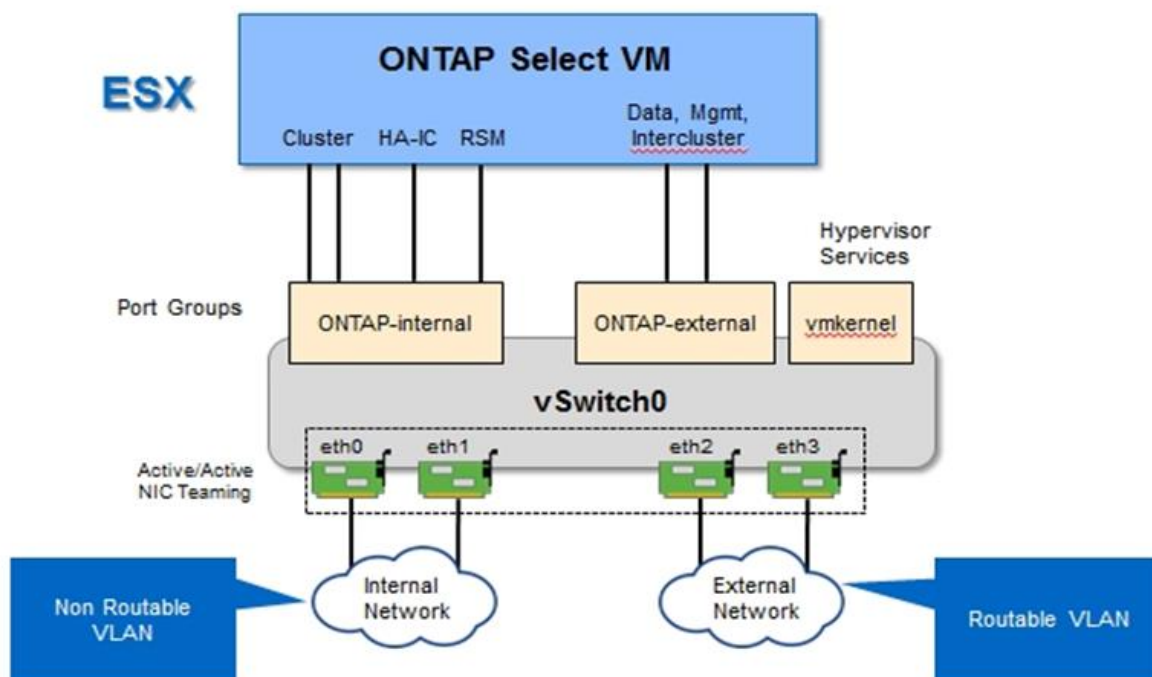 ONTAP Select VM
ESX
Data, Mgmt,
Intercluster
Cluster HA-IC RSM
Hypervisor
Services
Port Groups
ONTAP-internal
ONTAP-external
vmkernel
vSwitch0
eth0 eth1 eth2 eth3
Active/Active
NIC Teaming
Internal
Network
External
Network
Non Routable
VLAN
Routable VLAN